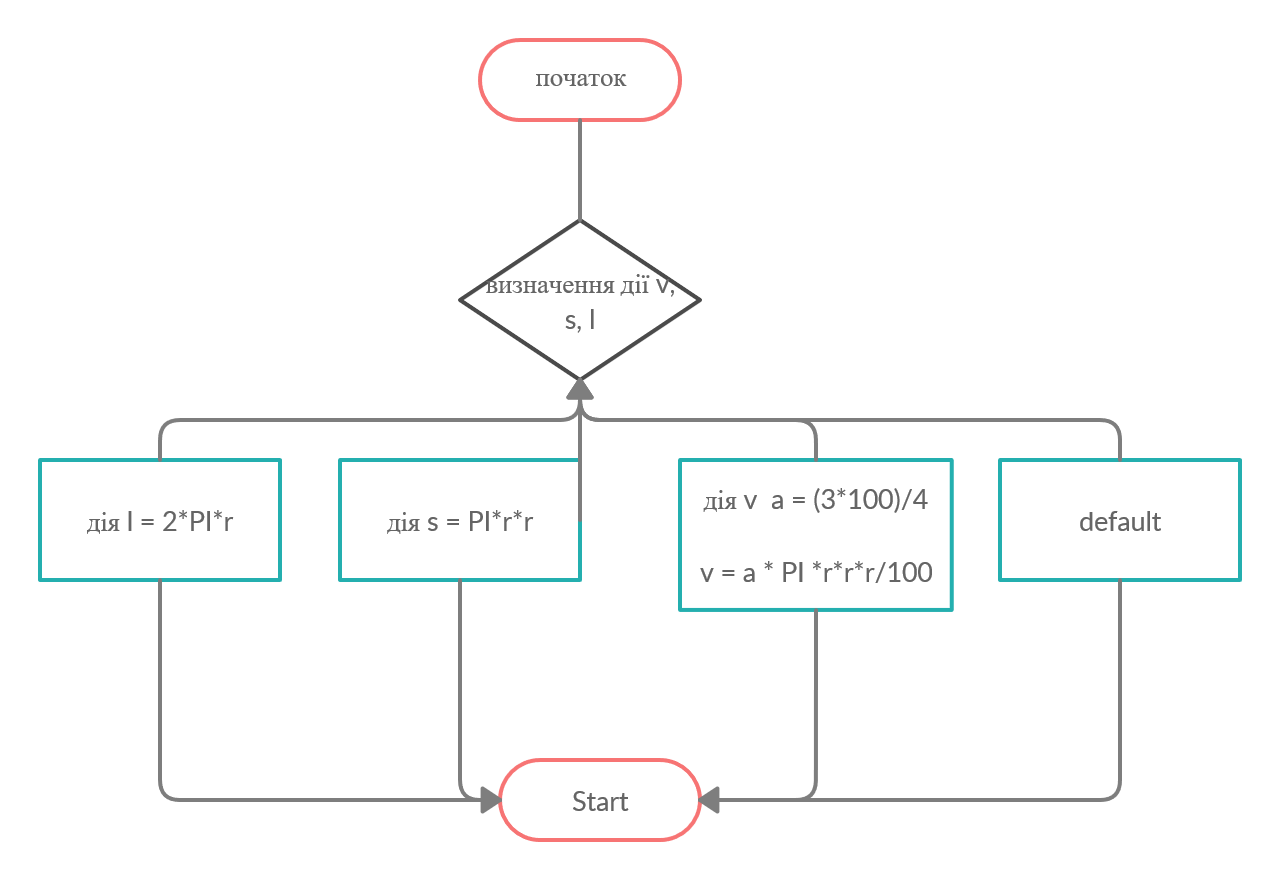 початок
визначення дії v,
s, l
дія l = 2*PI*r
дія s = PI*r*r
дія v a = (3*100)/4
v = a * PI *r*r*r/100
default
Start